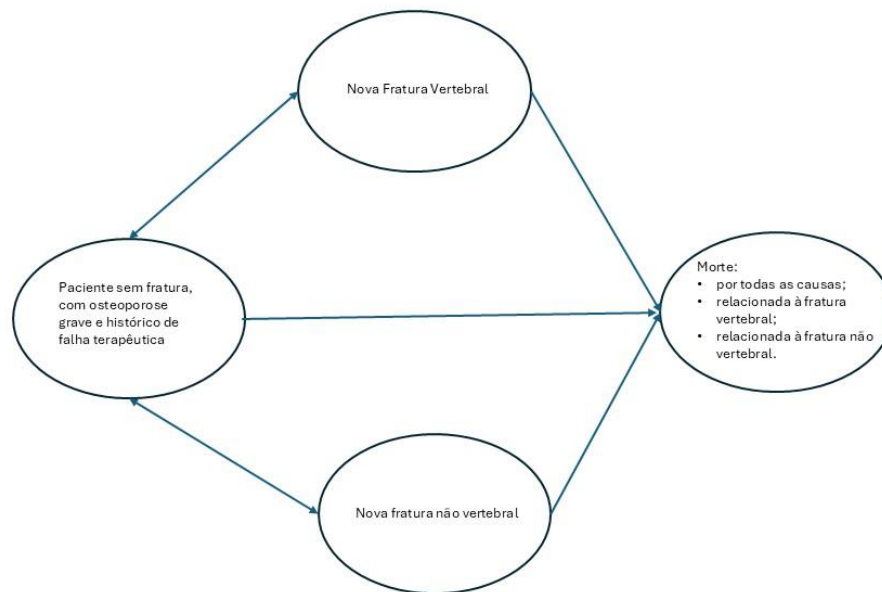 Nova Fratura Vertebral
Paciente sem fratura,
com osteoporose
grave e histórico de
falha terapêutica
Morte:
• por todas as causas;
• relacionada à fratura
vertebral;
• relacionada à fratura não
vertebral.
Nova fratura não vertebral